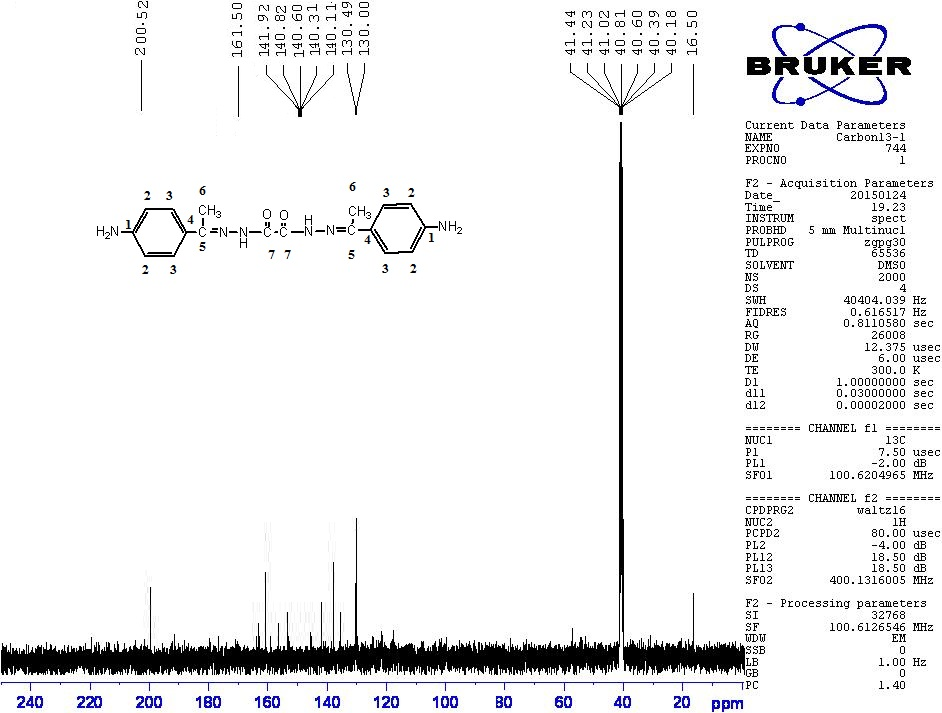 200.52
161.50
141.92
140.82
140.60
140.31
140.11
130.49
130.00
41.44
41.23
41.02
40.81
40.60
40.39
40.18
16.50
BRUKER
Current Data Parameters
NAME Carbon13-1
EXPNO 744
PROCNO 1
F2 - Acquisition Parameters
Date_ 20150124
Time 19.23
INSTRUM spect
PROBHD 5 mm Multinucl
PULPROG zgpg30
TD 65536
SOLVENT DMSO
NS 2000
DS 4
SWH 40404.039 Hz
FIDRES 0.616517 Hz
AQ 0.8110580 sec
RG 26008
DW 12.375 usec
DE 6.00 usec
TE 300.0 K
D1 1.00000000 sec
d11 0.03000000 sec
d12 0.00002000 sec
======== CHANNEL f1 ========
NUC1 13C
P1 7.50 usec
PL1 -2.00 dB
SFO1 100.6204965 MHz
======== CHANNEL f2 ========
CPDPRG2 waltz16
NUC2 1H
PCPD2 80.00 usec
PL2 -4.00 dB
PL12 18.50 dB
PL13 18.50 dB
SFO2 400.1316005 MHz
F2 - Processing parameters
SI 32768
SF 100.6126546 MHz
WDW EM
SSB 0
LB 1.00 Hz
GB 0
PC 1.40
2 3 6 6 3 2
CH3 O O CH3
1 4 H
H2N C=N NH C-C NH N=C 4 1 NH2
5 H 7 7 5
2 3 3 2
240 220 200 180 160 140 120 100 80 60 40 20 ppm